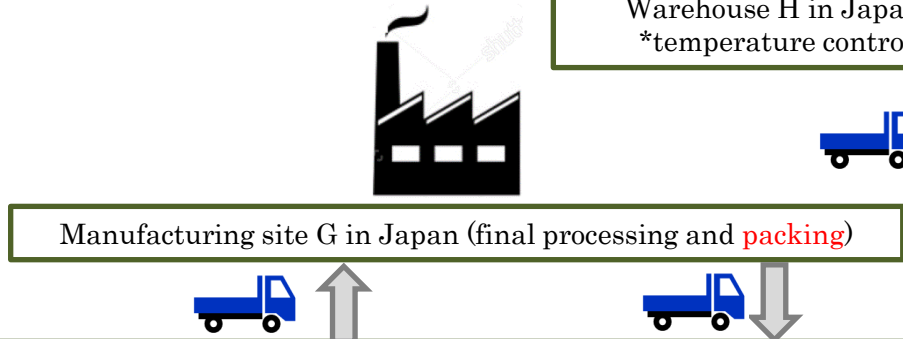 Warehouse H in Japa
*temperature contro
Manufacturing site G in Japan (final processing and packing)